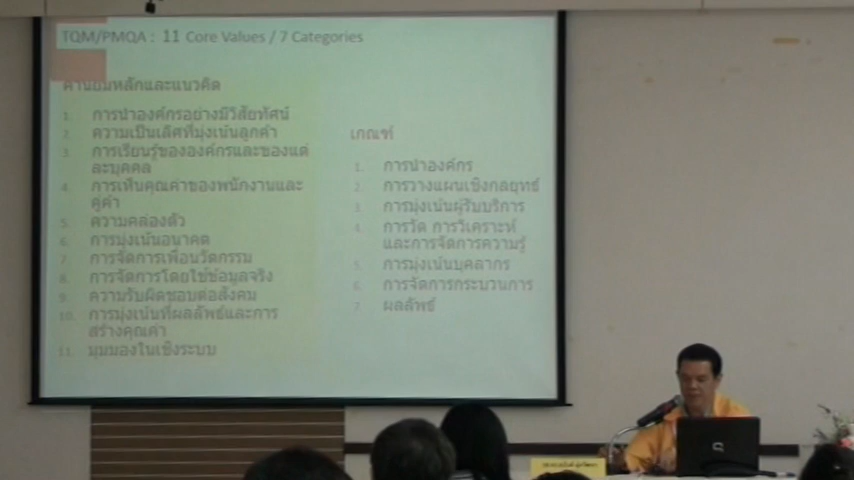 TQM/PMQA : 11 Core Values / 7 Categories
ค่านิยมหลักและแนวคิด
1. การนำองค์กรอย่างมีวิสัยทัศน์
2. ความเป็นเลิศที่มุ่งเน้นลูกค้า
3. การเรียนรู้ขององค์กรและของแต่
ละบุคคล
4. การเห็นคุณค่าของพนักงานและ
คู่ค้า
5. ความคล่องตัว
6. การมุ่งเน้นอนาคต
7. การจัดการเพื่อนวัตกรรม
8. การจัดการโดยใช้ข้อมูลจริง
9. ความรับผิดชอบต่อสังคม
10. การมุ่งเน้นที่ผลลัพธ์และการ
สร้างคุณค่า
11. มุมมองในเชิงระบบ
เกณฑ์
1. การนำองค์กร
2. การวางแผนเชิงกลยุทธ์
3. การมุ่งเน้นผู้รับบริการ
4. การวัด การวิเคราะห์
และการจัดการความรู้
5. การมุ่งเน้นบุคลากร
6. การจัดการกระบวนการ
7. ผลลัพธ์